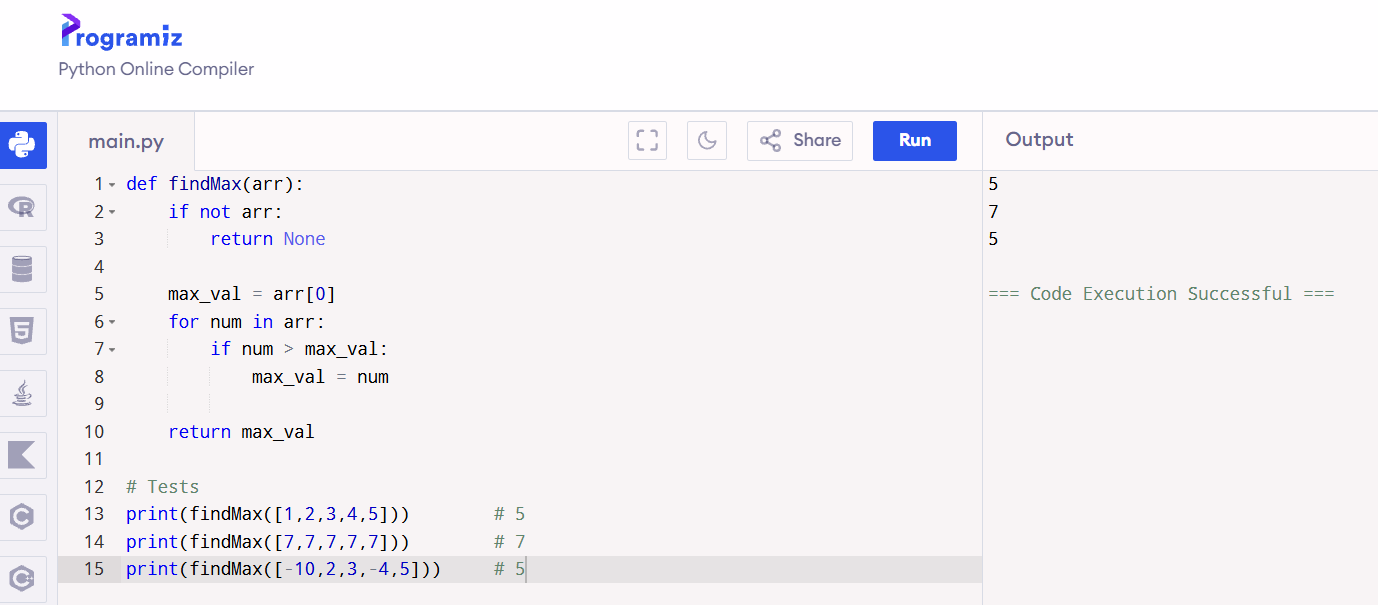 Programiz
Python Online Compiler
main.py
Share
Run
Output
1 def findMax(arr):
2     if not arr:
3         return None
4
5     max_val = arr[0]
6     for num in arr:
7         if num > max_val:
8             max_val = num
9
10     return max_val
11
12 # Tests
13 print(findMax([1,2,3,4,5]))        # 5
14 print(findMax([7,7,7,7,7]))        # 7
15 print(findMax([-10,2,3,-4,5]))     # 5
5
7
5
=== Code Execution Successful ===
R
5
C
C